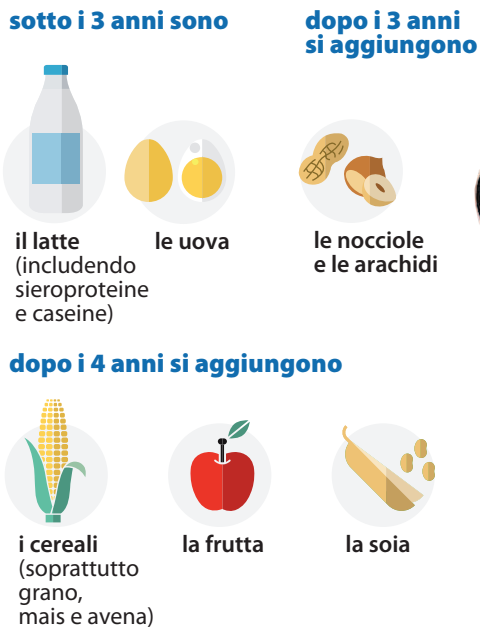 sotto i 3 anni sono
dopo i 3 anni
si aggiungono
il latte
(includendo
sieroproteine
e caseine)
le uova
le nocciole
e le arachidi
dopo i 4 anni si aggiungono
i cereali
(soprattutto
grano,
mais e avena)
la frutta
la soia